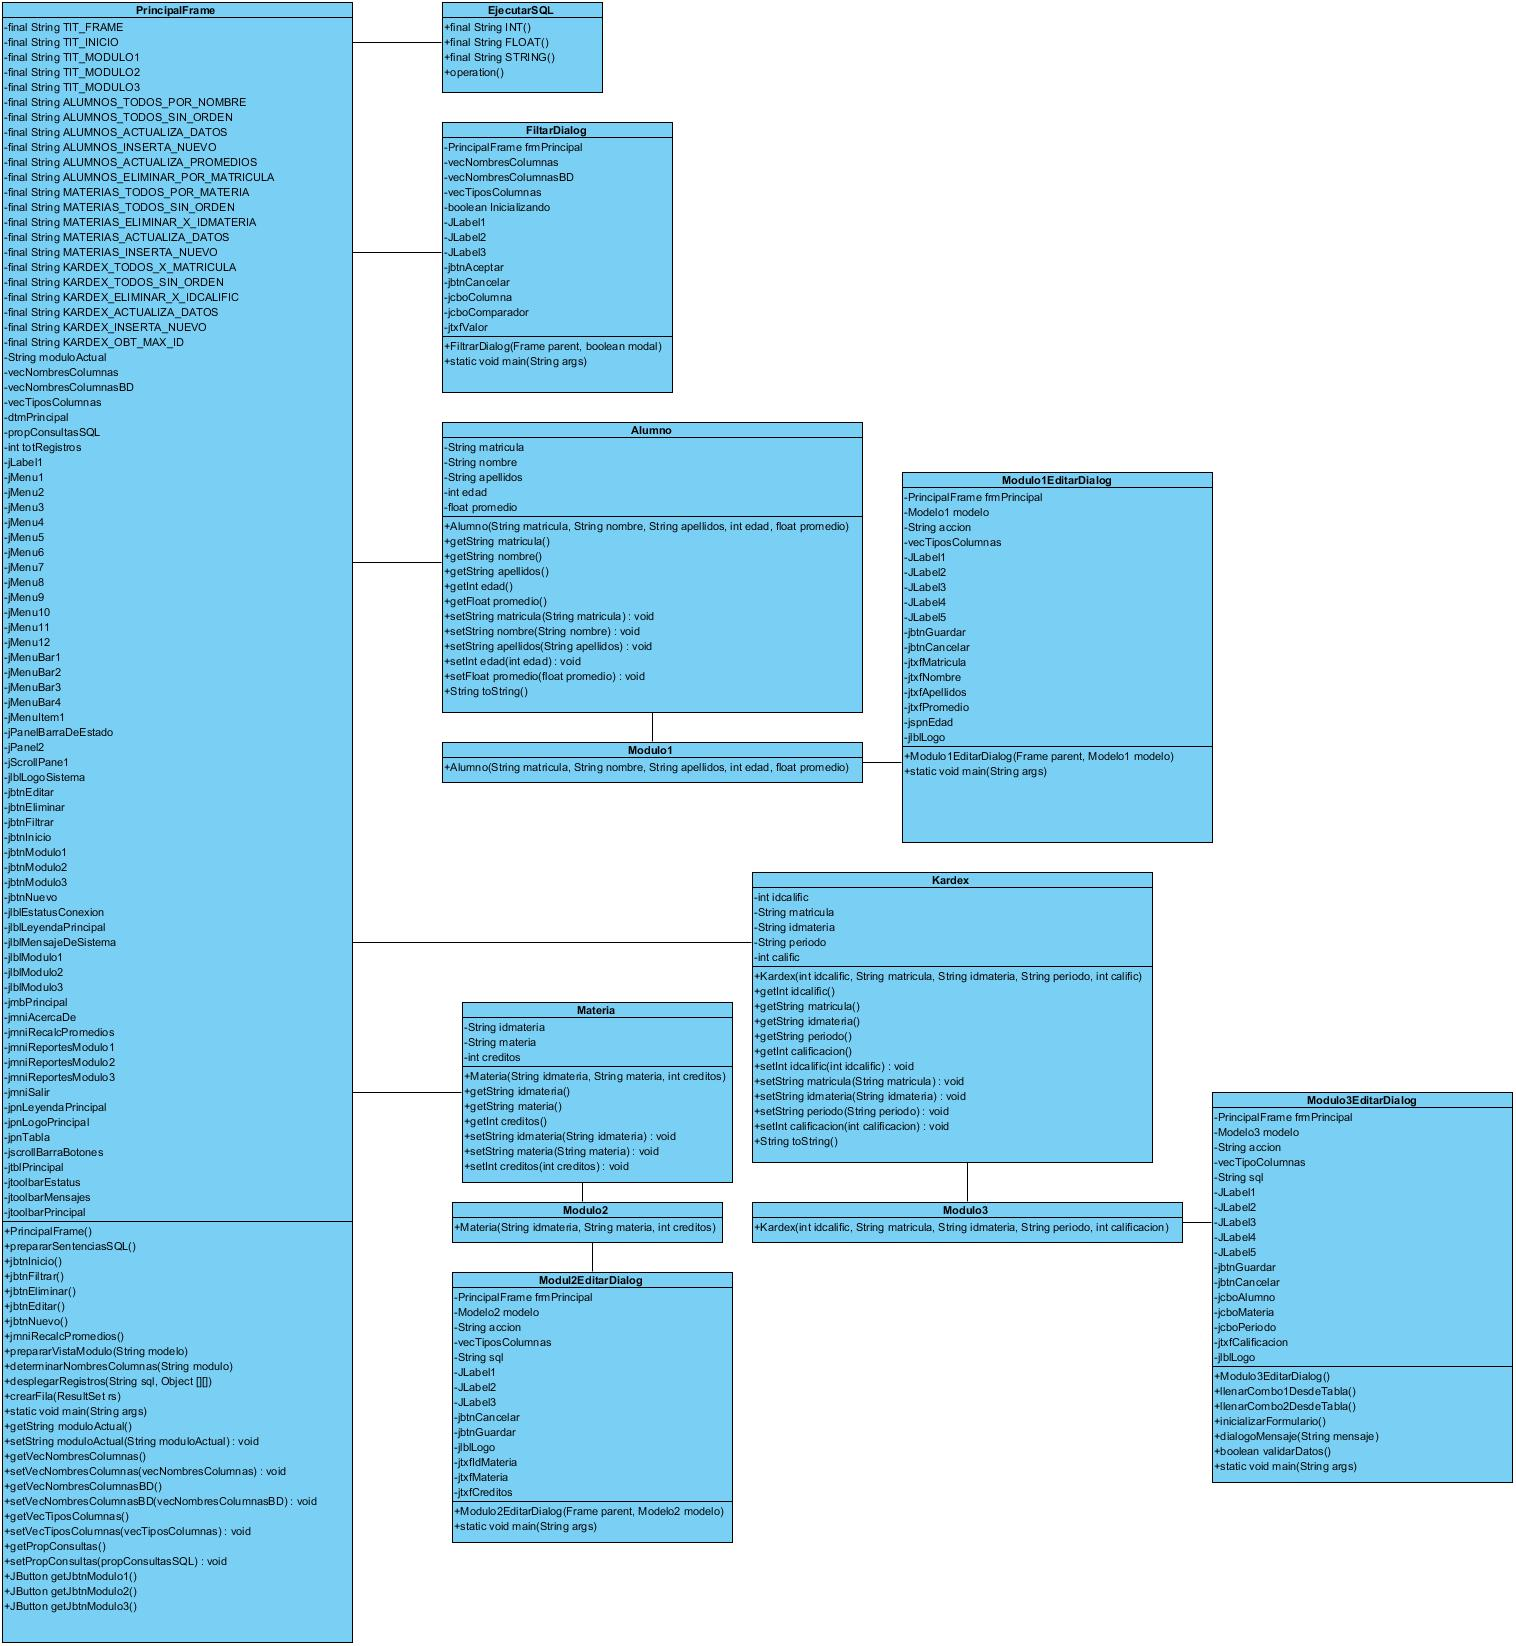 PrincipalFrame
-final String TIT_FRAME
-final String TIT_INICIO
-final String TIT_MODULO1
-final String TIT_MODULO2
-final String TIT_MODULO3
-final String ALUMNOS_TODOS_POR_NOMBRE
-final String ALUMNOS_TODOS_SIN_ORDEN
-final String ALUMNOS_ACTUALIZA_DATOS
-final String ALUMNOS_INSERTA_NUEVO
-final String ALUMNOS_ACTUALIZA_PROMEDIOS
-final String ALUMNOS_ELIMINAR_POR_MATRICULA
-final String MATERIAS_TODOS_POR_MATERIA
-final String MATERIAS_TODOS_SIN_ORDEN
-final String MATERIAS_ELIMINAR_X_IDMATERIA
-final String MATERIAS_ACTUALIZA_DATOS
-final String MATERIAS_INSERTA_NUEVO
-final String KARDEX_TODOS_X_MATRICULA
-final String KARDEX_TODOS_SIN_ORDEN
-final String KARDEX_ELIMINAR_X_IDCALIFIC
-final String KARDEX_ACTUALIZA_DATOS
-final String KARDEX_INSERTA_NUEVO
-final String KARDEX_OBT_MAX_ID
-String moduloActual
-vecNombresColumnas
-vecNombresColumnasBD
-vecTiposColumnas
-dtmPrincipal
-propConsultasSQL
-int totRegistros
-jLabel1
-jMenu1
-jMenu2
-jMenu3
-jMenu4
-jMenu5
-jMenu6
-jMenu7
-jMenu8
-jMenu9
-jMenu10
-jMenu11
-jMenu12
-jMenuBar1
-jMenuBar2
-jMenuBar3
-jMenuBar4
-jMenuItem1
-jPanelBarraDeEstado
-jPanel2
-jScrollPane1
-jlblLogoSistema
-jbtnEditar
-jbtnEliminar
-jbtnFiltrar
-jbtnInicio
-jbtnModulo1
-jbtnModulo2
-jbtnModulo3
-jbtnNuevo
-jlblEstatusConexion
-jlblLeyendaPrincipal
-jlblMensajeDeSistema
-jlblModulo1
-jlblModulo2
-jlblModulo3
-jmbPrincipal
-jmniAcercaDe
-jmniRecalcPromedios
-jmniReportesModulo1
-jmniReportesModulo2
-jmniReportesModulo3
-jmniSalir
-jpnLeyendaPrincipal
-jpnLogoPrincipal
-jpnTabla
-jscrollBarraBotones
-jtblPrincipal
-jtoolbarEstatus
-jtoolbarMensajes
-jtoolbarPrincipal
+PrincipalFrame()
+prepararSentenciasSQL()
+jbtnInicio()
+jbtnFiltrar()
+jbtnEliminar()
+jbtnEditar()
+jbtnNuevo()
+jmniRecalcPromedios()
+prepararVistaModulo(String modelo)
+determinarNombresColumnas(String modulo)
+desplegarRegistros(String sql, Object [][])
+crearFila(ResultSet rs)
+static void main(String args)
+getString moduloActual()
+setString moduloActual(String moduloActual) : void
+getVecNombresColumnas()
+setVecNombresColumnas(vecNombresColumnas) : void
+getVecNombresColumnasBD()
+setVecNombresColumnasBD(vecNombresColumnasBD) : void
+getVecTiposColumnas()
+setVecTiposColumnas(vecTiposColumnas) : void
+getPropConsultas()
+setPropConsultas(propConsultasSQL) : void
+JButton getJbtnModulo1()
+JButton getJbtnModulo2()
+JButton getJbtnModulo3()
EjecutarSQL
+final String INT()
+final String FLOAT()
+final String STRING()
+operation()
FiltarDialog
-PrincipalFrame frmPrincipal
-vecNombresColumnas
-vecNombresColumnasBD
-vecTiposColumnas
-boolean Inicializando
-JLabel1
-JLabel2
-JLabel3
-jbtnAceptar
-jbtnCancelar
-jcboColumna
-jcboComparador
-jtxfValor
+FiltrarDialog(Frame parent, boolean modal)
+static void main(String args)
Alumno
-String matricula
-String nombre
-String apellidos
-int edad
-float promedio
+Alumno(String matricula, String nombre, String apellidos, int edad, float promedio)
+getString matricula()
+getString nombre()
+getString apellidos()
+getInt edad()
+getFloat promedio()
+setString matricula(String matricula) : void
+setString nombre(String nombre) : void
+setString apellidos(String apellidos) : void
+setInt edad(int edad) : void
+setFloat promedio(float promedio) : void
+String toString()
Modulo1
+Alumno(String matricula, String nombre, String apellidos, int edad, float promedio)
Modulo1EditarDialog
-PrincipalFrame frmPrincipal
-Modelo1 modelo
-String accion
-vecTiposColumnas
-JLabel1
-JLabel2
-JLabel3
-JLabel4
-JLabel5
-jbtnGuardar
-jbtnCancelar
-jtxfMatricula
-jtxfNombre
-jtxfApellidos
-jtxfPromedio
-jspnEdad
-jlblLogo
+Modulo1EditarDialog(Frame parent, Modelo1 modelo)
+static void main(String args)
Kardex
-int idcalific
-String matricula
-String idmateria
-String periodo
-int calific
+Kardex(int idcalific, String matricula, String idmateria, String periodo, int calific)
+getInt idcalific()
+getString matricula()
+getString idmateria()
+getString periodo()
+getInt calificacion()
+setInt idcalific(int idcalific) : void
+setString matricula(String matricula) : void
+setString idmateria(String idmateria) : void
+setString periodo(String periodo) : void
+setInt calificacion(int calificacion) : void
+String toString()
Materia
-String idmateria
-String materia
-int creditos
+Materia(String idmateria, String materia, int creditos)
+getString idmateria()
+getString materia()
+getInt creditos()
+setString idmateria(String idmateria) : void
+setString materia(String materia) : void
+setInt creditos(int creditos) : void
Modulo2
+Materia(String idmateria, String materia, int creditos)
Modulo3
+Kardex(int idcalific, String matricula, String idmateria, String periodo, int calificacion)
Modul2EditarDialog
-PrincipalFrame frmPrincipal
-Modelo2 modelo
-String accion
-vecTiposColumnas
-String sql
-JLabel1
-JLabel2
-JLabel3
-jbtnCancelar
-jbtnGuardar
-jlblLogo
-jtxfIdMateria
-jtxfMateria
-jtxfCreditos
+Modulo2EditarDialog(Frame parent, Modelo2 modelo)
+static void main(String args)
Modulo3EditarDialog
-PrincipalFrame frmPrincipal
-Modelo3 modelo
-String accion
-vecTipoColumnas
-String sql
-JLabel1
-JLabel2
-JLabel3
-JLabel4
-JLabel5
-jbtnGuardar
-jbtnCancelar
-jcboAlumno
-jcboMateria
-jcboPeriodo
-jtxfCalificacion
-jlblLogo
+Modulo3EditarDialog()
+llenarCombo1DesdeTabla()
+llenarCombo2DesdeTabla()
+inicializarFormulario()
+dialogoMensaje(String mensaje)
+boolean validarDatos()
+static void main(String args)